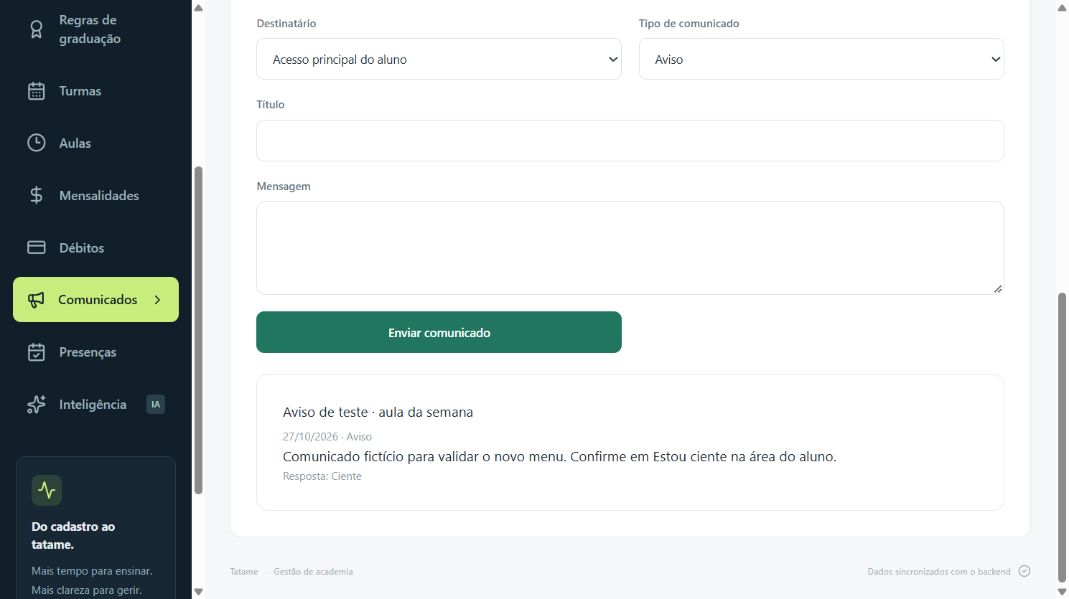 Regras de
graduação
Turmas
Aulas
Mensalidades
Débitos
Comunicados
Presenças
Inteligência IA
Do cadastro ao
tatame.
Mais tempo para ensinar.
Mais clareza para gerir.
Destinatário
Tipo de comunicado
Acesso principal do aluno
Aviso
Título
Mensagem
Enviar comunicado
Aviso de teste · aula da semana
27/10/2026 · Aviso
Comunicado fictício para validar o novo menu. Confirme em Estou ciente na área do aluno.
Resposta: Ciente
Tatame · Gestão de academia
Dados sincronizados com o backend